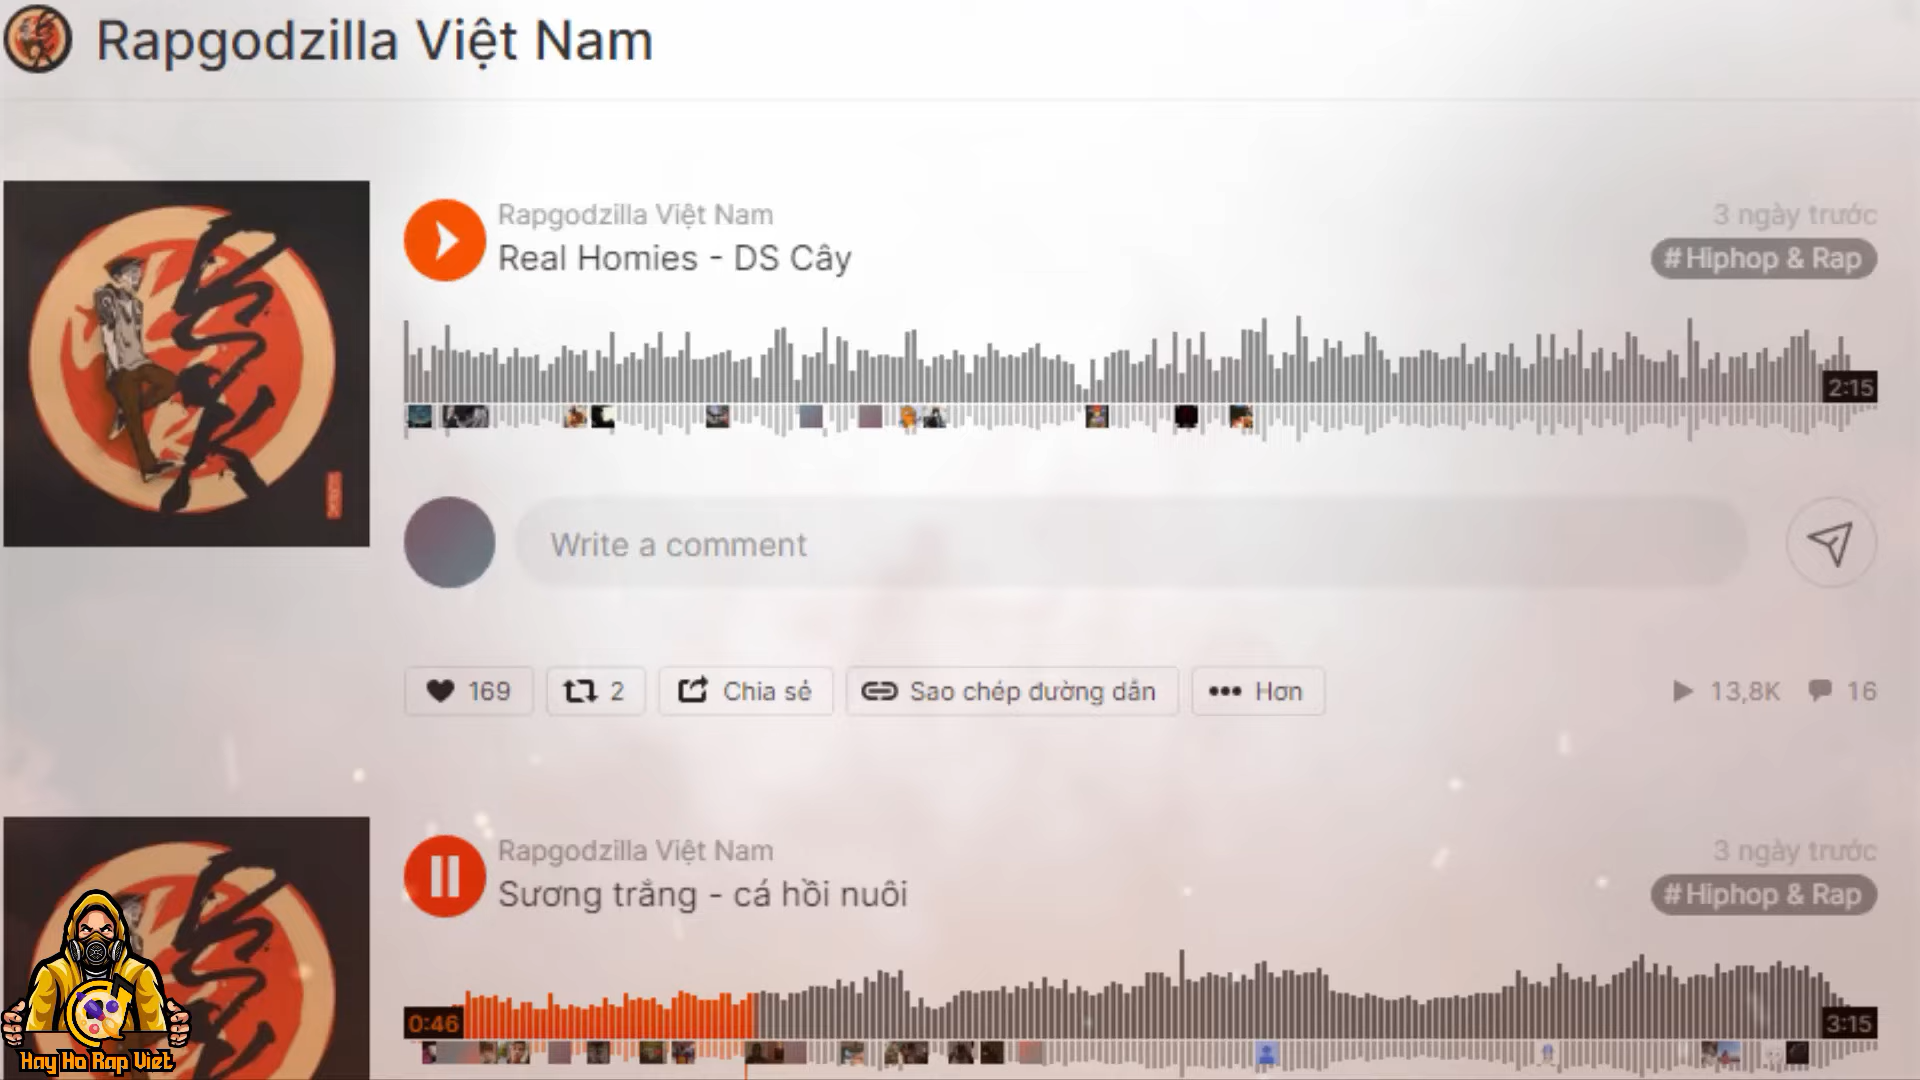 Rapgodzilla Việt Nam
Rapgodzilla Việt Nam
3 ngày trước
Real Homies - DS Cây
#Hiphop & Rap
2:15
Write a comment
169
2
Chia sẻ
Sao chép đường dẫn
Hơn
13,8K
16
Rapgodzilla Việt Nam
3 ngày trước
Sương trắng - cá hồi nuôi
#Hiphop & Rap
0:46
3:15
Hay Ho Rap Việt